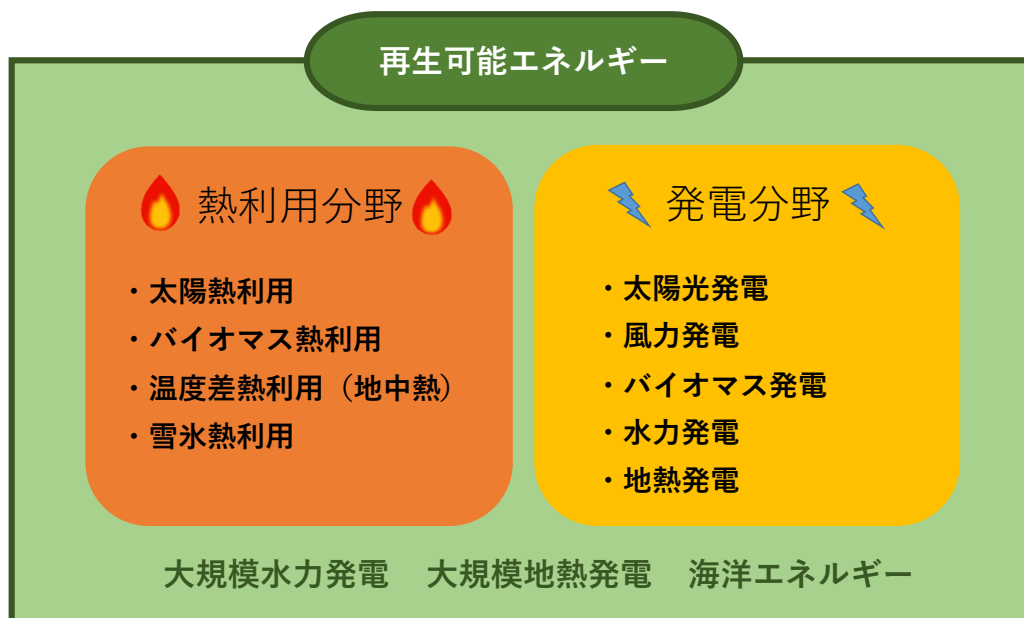 再生可能エネルギー
熱利用分野
・太陽熱利用
・バイオマス熱利用
・温度差熱利用（地中熱）
・雪氷熱利用
発電分野
・太陽光発電
・風力発電
・バイオマス発電
・水力発電
・地熱発電
大規模水力発電　大規模地熱発電　海洋エネルギー